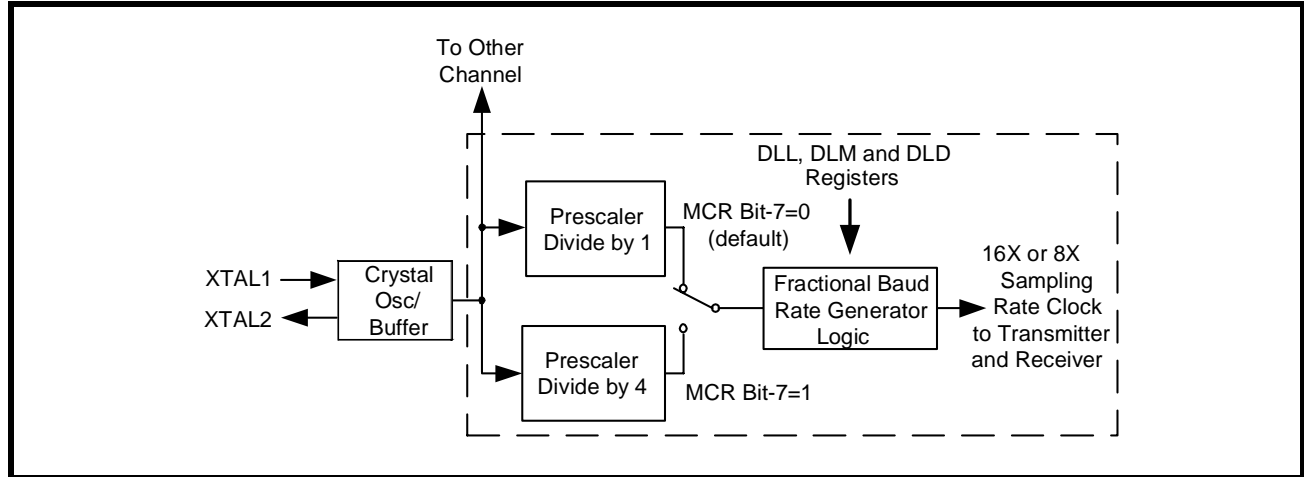 To Other
Channel
DLL, DLM and DLD
Registers
Prescaler
Divide by 1
MCR Bit-7=0
(default)
16X or 8X
Sampling
Rate Clock
to Transmitter
and Receiver
XTAL1
XTAL2
Crystal
Osc/
Buffer
Fractional Baud
Rate Generator
Logic
Prescaler
Divide by 4
MCR Bit-7=1